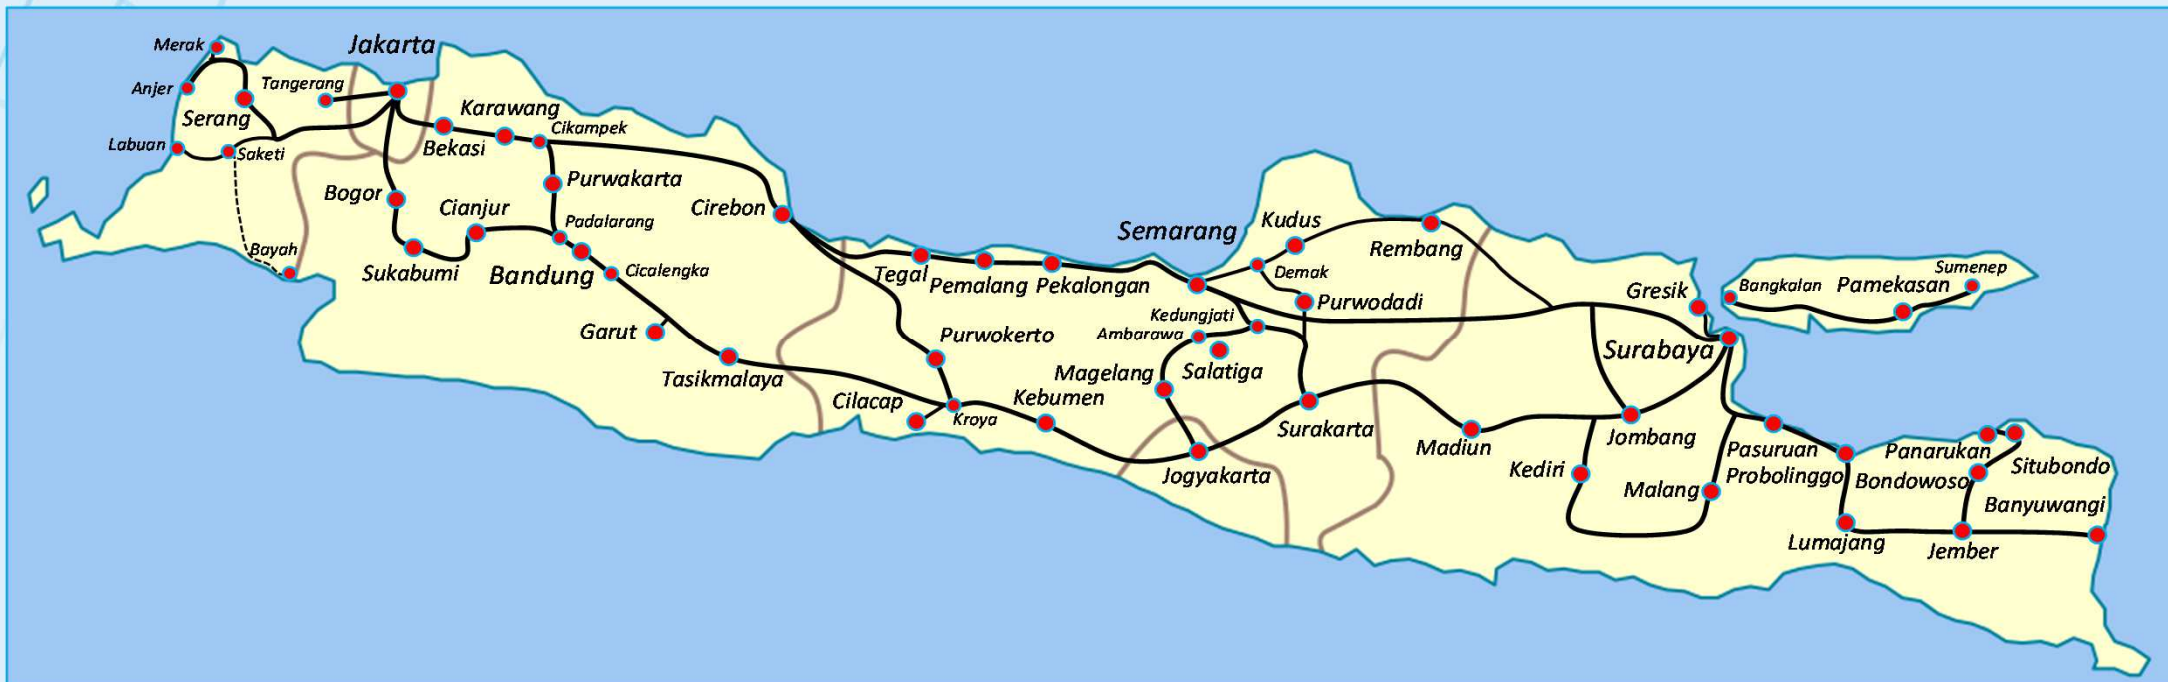 Merak
Jakarta
Anjer
Tangerang
Serang
Karawang
Cikampek
Bekasi
Labuan
Saketi
Purwakarta
Bogor
Cianjur
Cirebon
Padalarang
Bayah
Sukabumi
Bandung
Cicalengka
Garut
Tasikmalaya
Tegal
Pemalang
Pekalongan
Semarang
Kudus
Rembang
Demak
Purwodadi
Kedungjati
Ambarawa
Salatiga
Purwokerto
Magelang
Cilacap
Kroya
Kebumen
Jogyakarta
Surakarta
Madiun
Gresik
Bangkalan
Pamekasan
Sumenep
Surabaya
Jombang
Kediri
Malang
Pasuruan
Probolinggo
Panarukan
Situbondo
Bondowoso
Banyuwangi
Lumajang
Jember